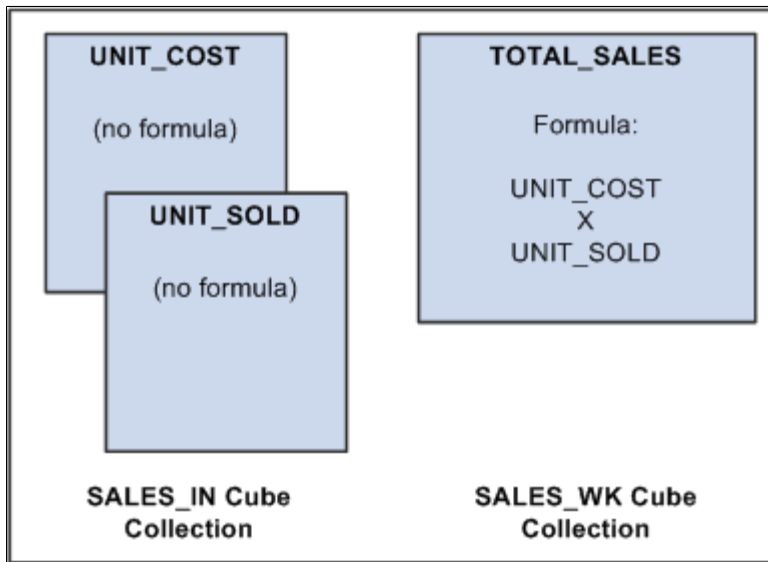 UNIT_COST
(no formula)
UNIT_SOLD
(no formula)
SALES_IN Cube
Collection
TOTAL_SALES
Formula:
UNIT_COST
X
UNIT_SOLD
SALES_WK Cube
Collection